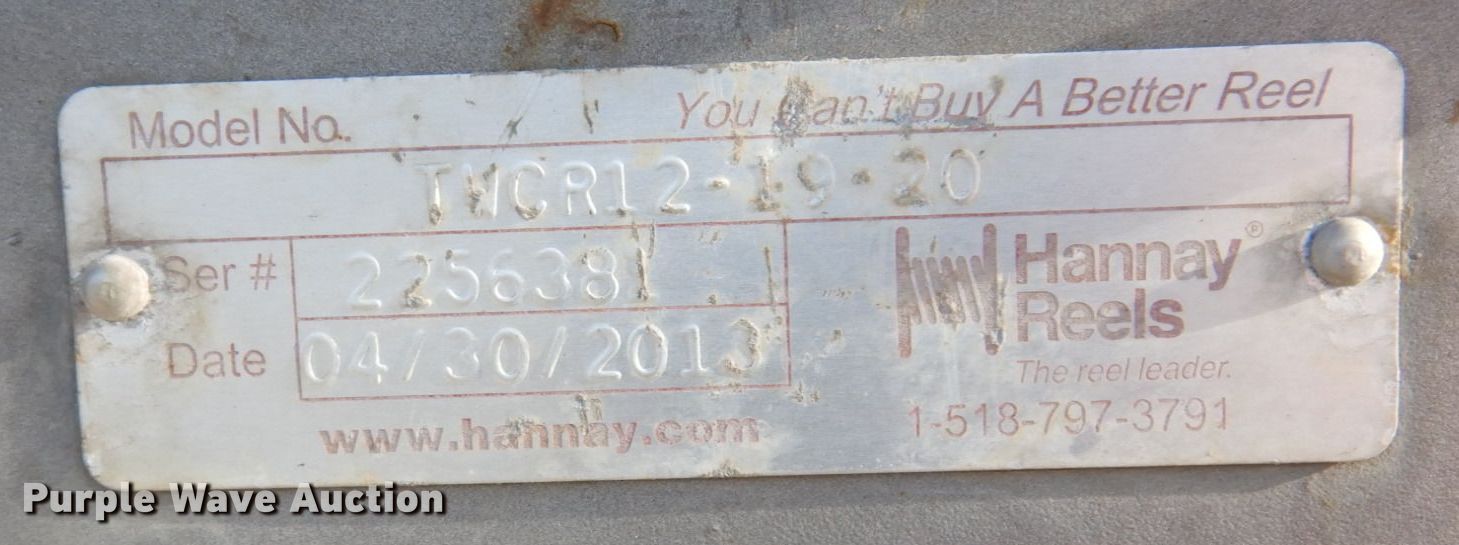 Model No.
You Can't Buy A Better Reel
TWCR12-19-20
Ser #
Date 04/30/2013
Hannay®
Reels
The reel leader.
www.hannay.com
1-518-797-3791
Purple Wave Auction